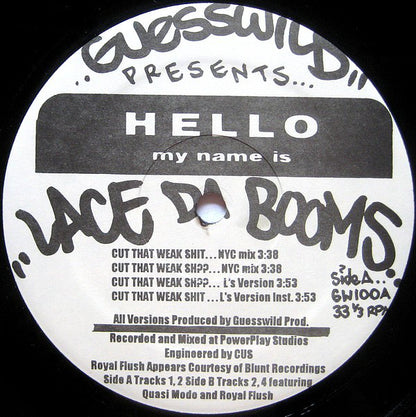 ..GUESSWILD..
PRESENTS...
HELLO
my name is
..LACE DA BOOMS..
CUT THAT WEAK SHIT...NYC mix 3:38
CUT THAT WEAK SH??...NYC mix 3:38
CUT THAT WEAK SH??... L's Version 3:53
CUT THAT WEAK SHIT ...L's Version Inst. 3:53
Side A...
GW100A
33 1/3 RPM
All Versions Produced by Guesswild Prod.
Recorded and Mixed at PowerPlay Studios
Engineered by CUS
Royal Flush Appears Courtesy of Blunt Recordings
Side A Tracks 1, 2 Side B Tracks 2, 4 featuring
Quasi Mode and Royal Flush